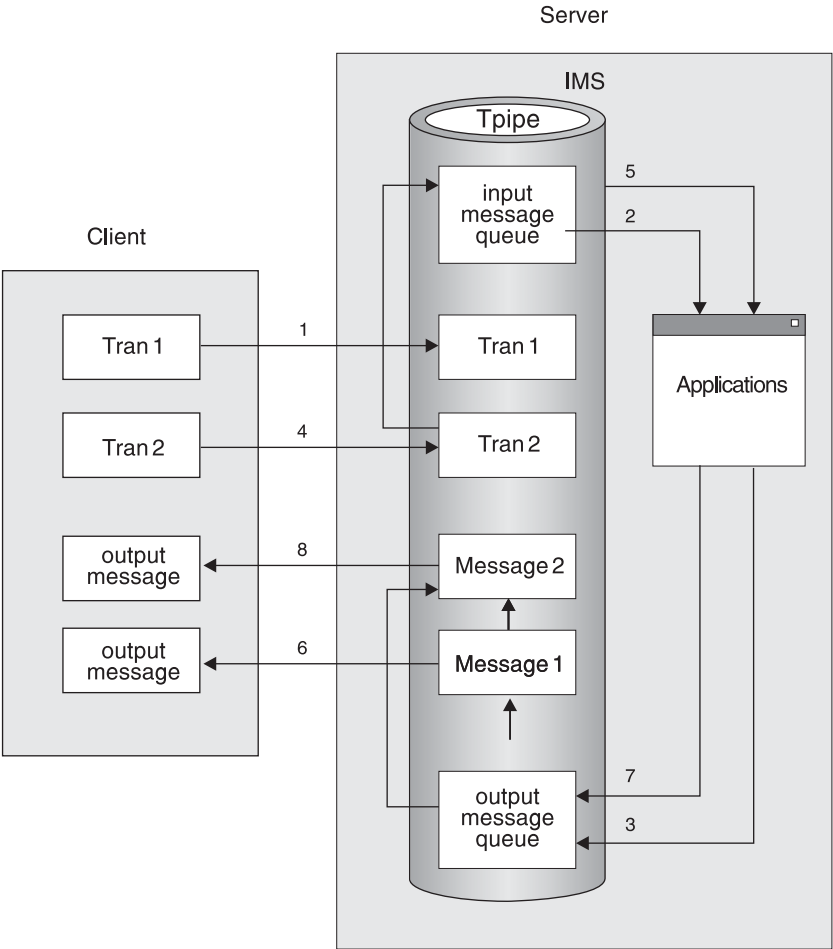 Server
IMS
Tpipe
input
message
queue
5
2
Client
Tran 1
1
Tran 1
Applications
Tran 2
4
Tran 2
output
message
8
Message 2
output
message
6
Message 1
output
message
queue
7
3